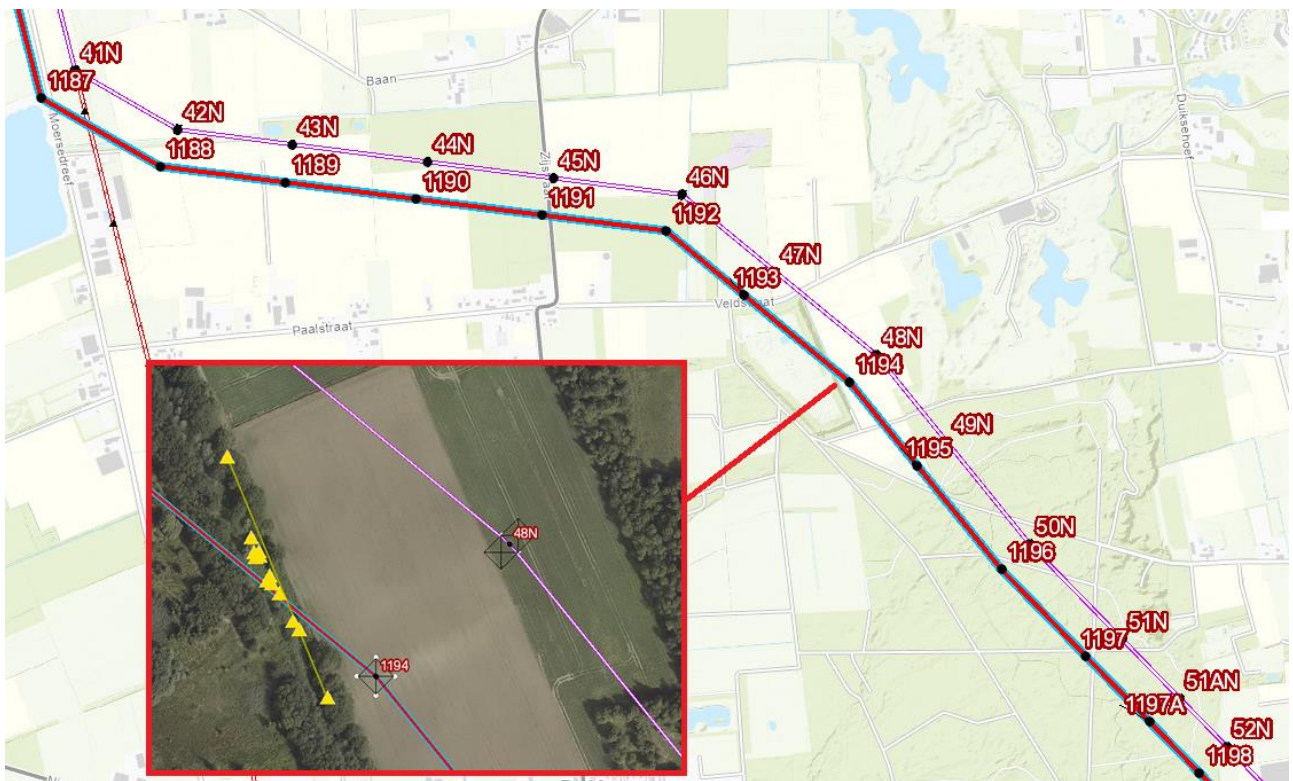 41N
1187
Baan
Moersedreef
42N
1188
43N
1189
44N
1190
Zijstraat
45N
1191
46N
1192
Duiksehoef
47N
1193
Veldstraat
Paalstraat
48N
1194
49N
1195
50N
1196
51N
1197
51AN
1197A
52N
1198
48N
1194